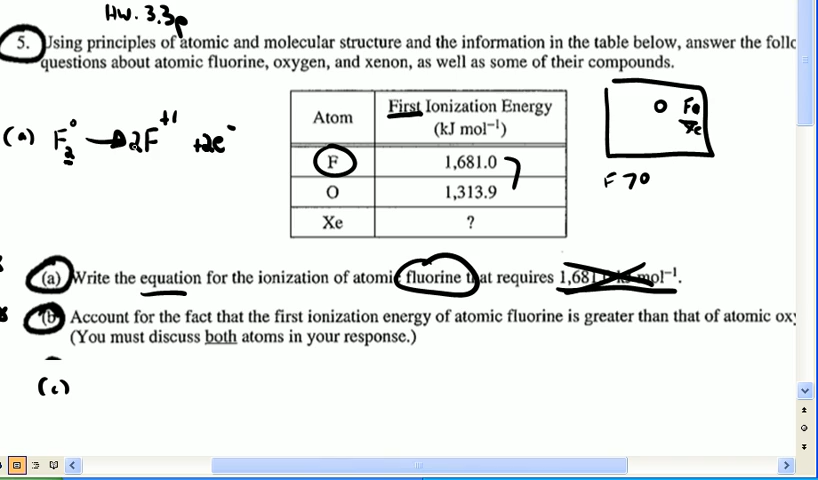 HW. 3.3p
5. Using principles of atomic and molecular structure and the information in the table below, answer the follo
questions about atomic fluorine, oxygen, and xenon, as well as some of their compounds.
Atom
First Ionization Energy
(kJ mol⁻¹)
F 1,681.0
O 1,313.9
Xe ?
(a) F₂⁰ → 2F⁺¹ +2e⁻
O F
Xe
F 70
(a) Write the equation for the ionization of atomic fluorine that requires 1,681 mol⁻¹.
(b) Account for the fact that the first ionization energy of atomic fluorine is greater than that of atomic oxy
(You must discuss both atoms in your response.)
(c)